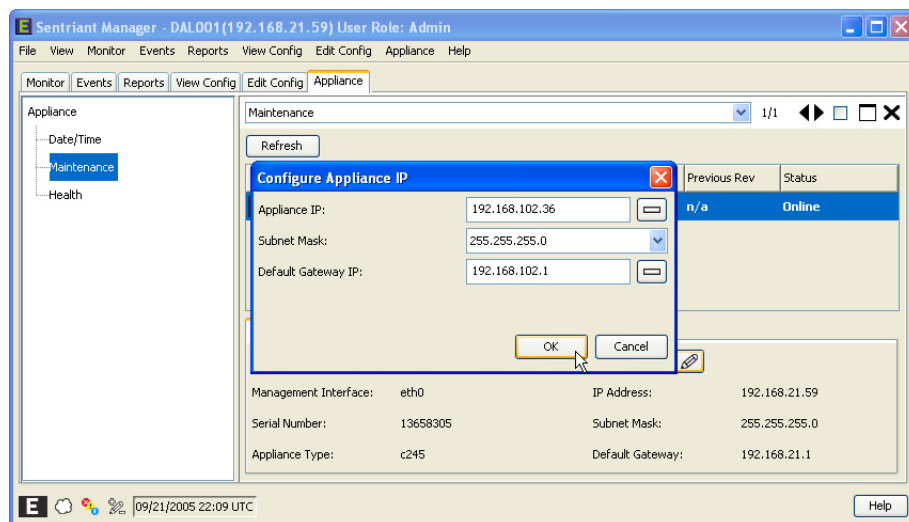 Sentriant Manager - DAL001(192.168.21.59) User Role: Admin
File View Monitor Events Reports View Config Edit Config Appliance Help
Monitor Events Reports View Config Edit Config Appliance
Appliance
Date/Time
Maintenance
Health
Maintenance 1/1
Refresh
Previous Rev Status
n/a Online
Configure Appliance IP
Appliance IP: 192.168.102.36
Subnet Mask: 255.255.255.0
Default Gateway IP: 192.168.102.1
OK Cancel
Management Interface: eth0 IP Address: 192.168.21.59
Serial Number: 13658305 Subnet Mask: 255.255.255.0
Appliance Type: c245 Default Gateway: 192.168.21.1
E 09/21/2005 22:09 UTC Help